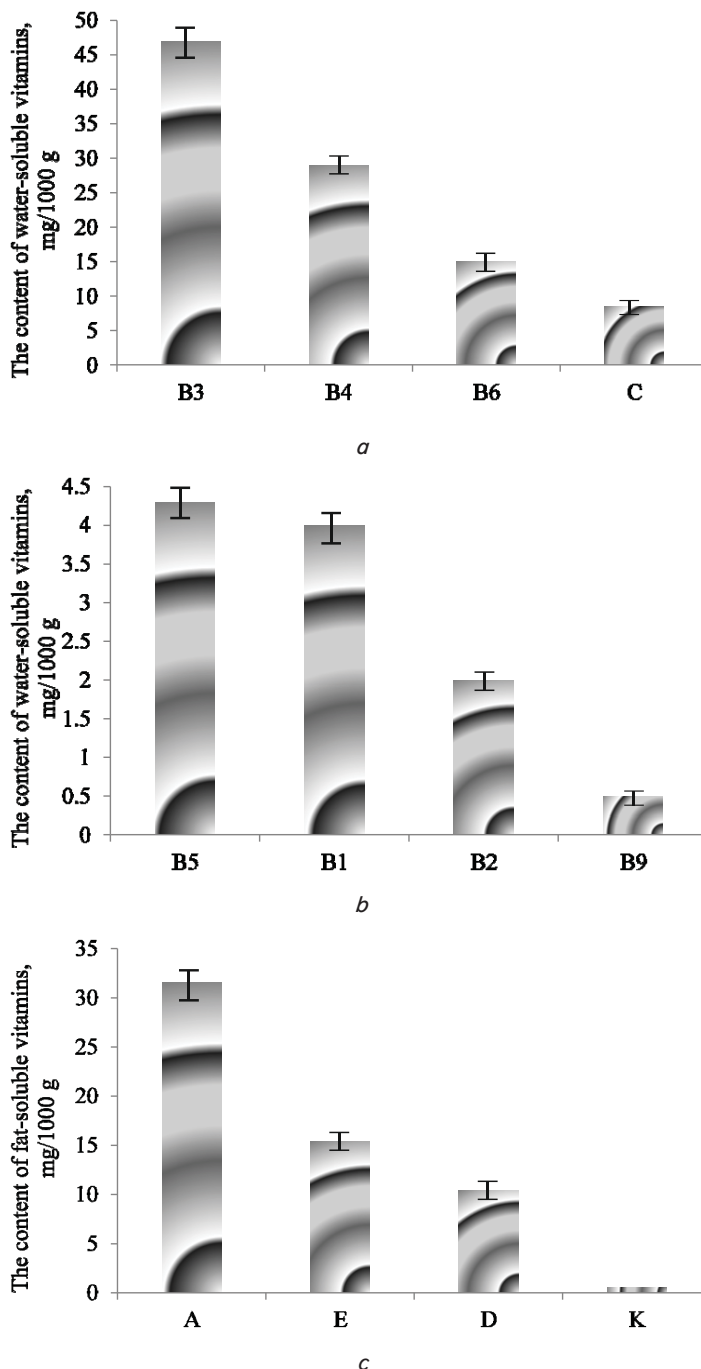 The content of water-soluble vitamins,
mg/1000 g
50
45
40
35
30
25
20
15
10
5
0
B3 B4 B6 C
a
The content of water-soluble vitamins,
mg/1000 g
4.5
4
3.5
3
2.5
2
1.5
1
0.5
0
B5 B1 B2 B9
b
The content of fat-soluble vitamins,
mg/1000 g
35
30
25
20
15
10
5
0
A E D K
c